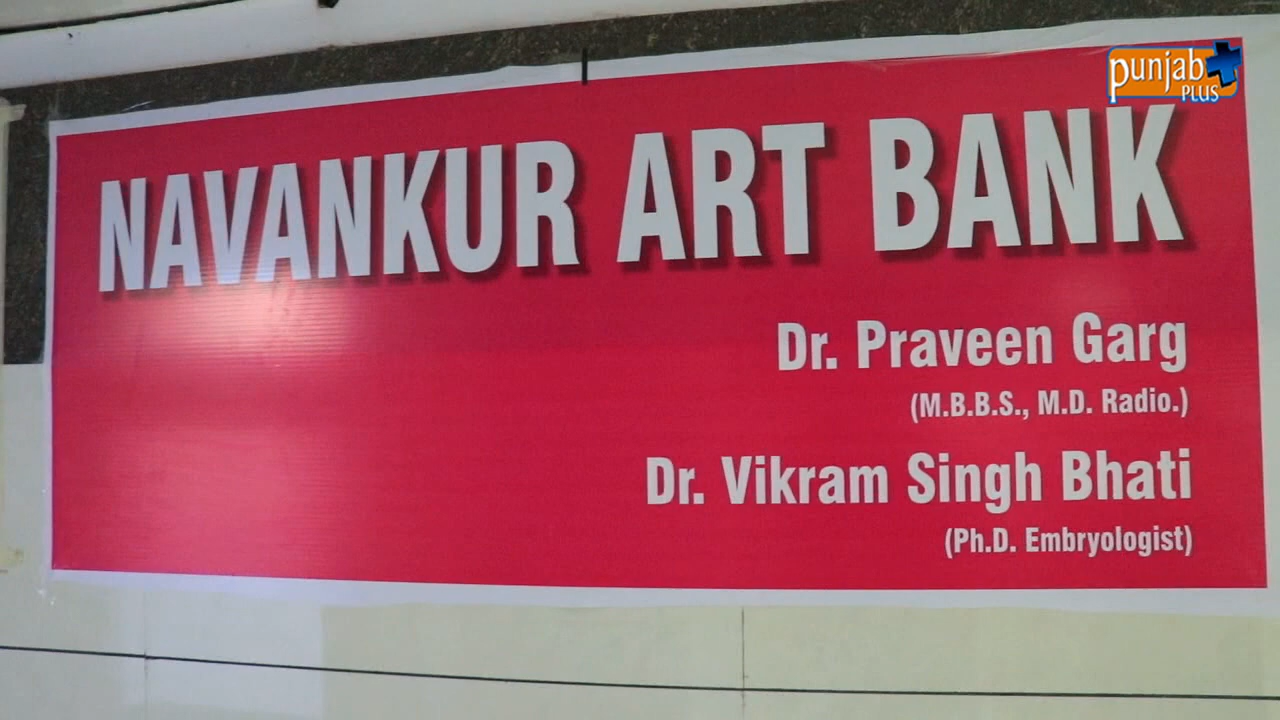 punjab
PLUS
NAVANKUR ART BANK
Dr. Praveen Garg
(M.B.B.S., M.D. Radio.)
Dr. Vikram Singh Bhati
(Ph.D. Embryologist)